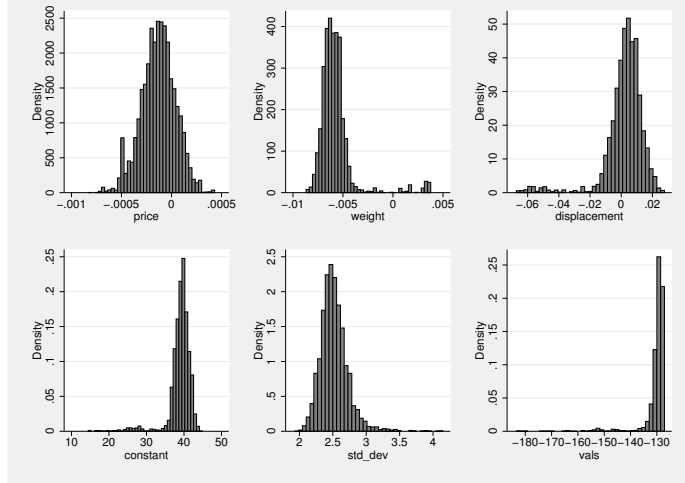 2500
2000
1500
1000
500
0
Density
-.001 -.0005 0 .0005
price
400
300
200
100
0
Density
-.01 -.005 0 .005
weight
50
40
30
20
10
0
Density
-.06 -.04 -.02 0 .02
displacement
.25
.2
.15
.1
.05
0
Density
10 20 30 40 50
constant
2.5
2
1.5
1
.5
0
Density
2 2.5 3 3.5 4
std_dev
.25
.2
.15
.1
.05
0
Density
-180-170-160-150-140-130
vals